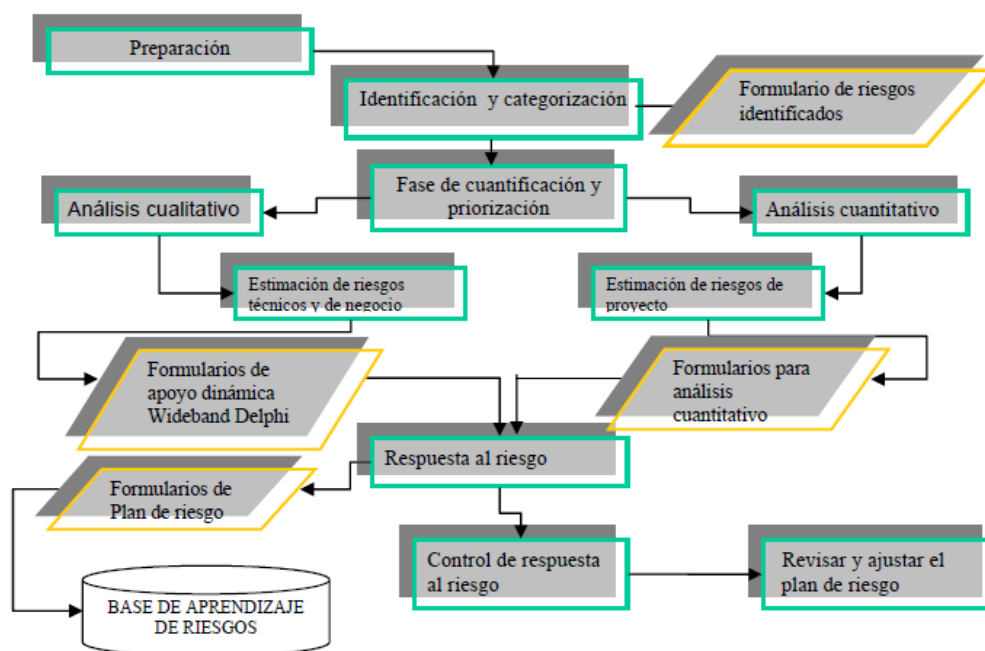 Preparación
Identificación y categorización
Formulario de riesgos
identificados
Fase de cuantificación y
priorización
Análisis cualitativo
Análisis cuantitativo
Estimación de riesgos
técnicos y de negocio
Estimación de riesgos de
proyecto
Formularios de
apoyo dinámica
Wideband Delphi
Formularios para
análisis
cuantitativo
Respuesta al riesgo
Formularios de
Plan de riesgo
Control de respuesta
al riesgo
Revisar y ajustar el
plan de riesgo
BASE DE APRENDIZAJE
DE RIESGOS